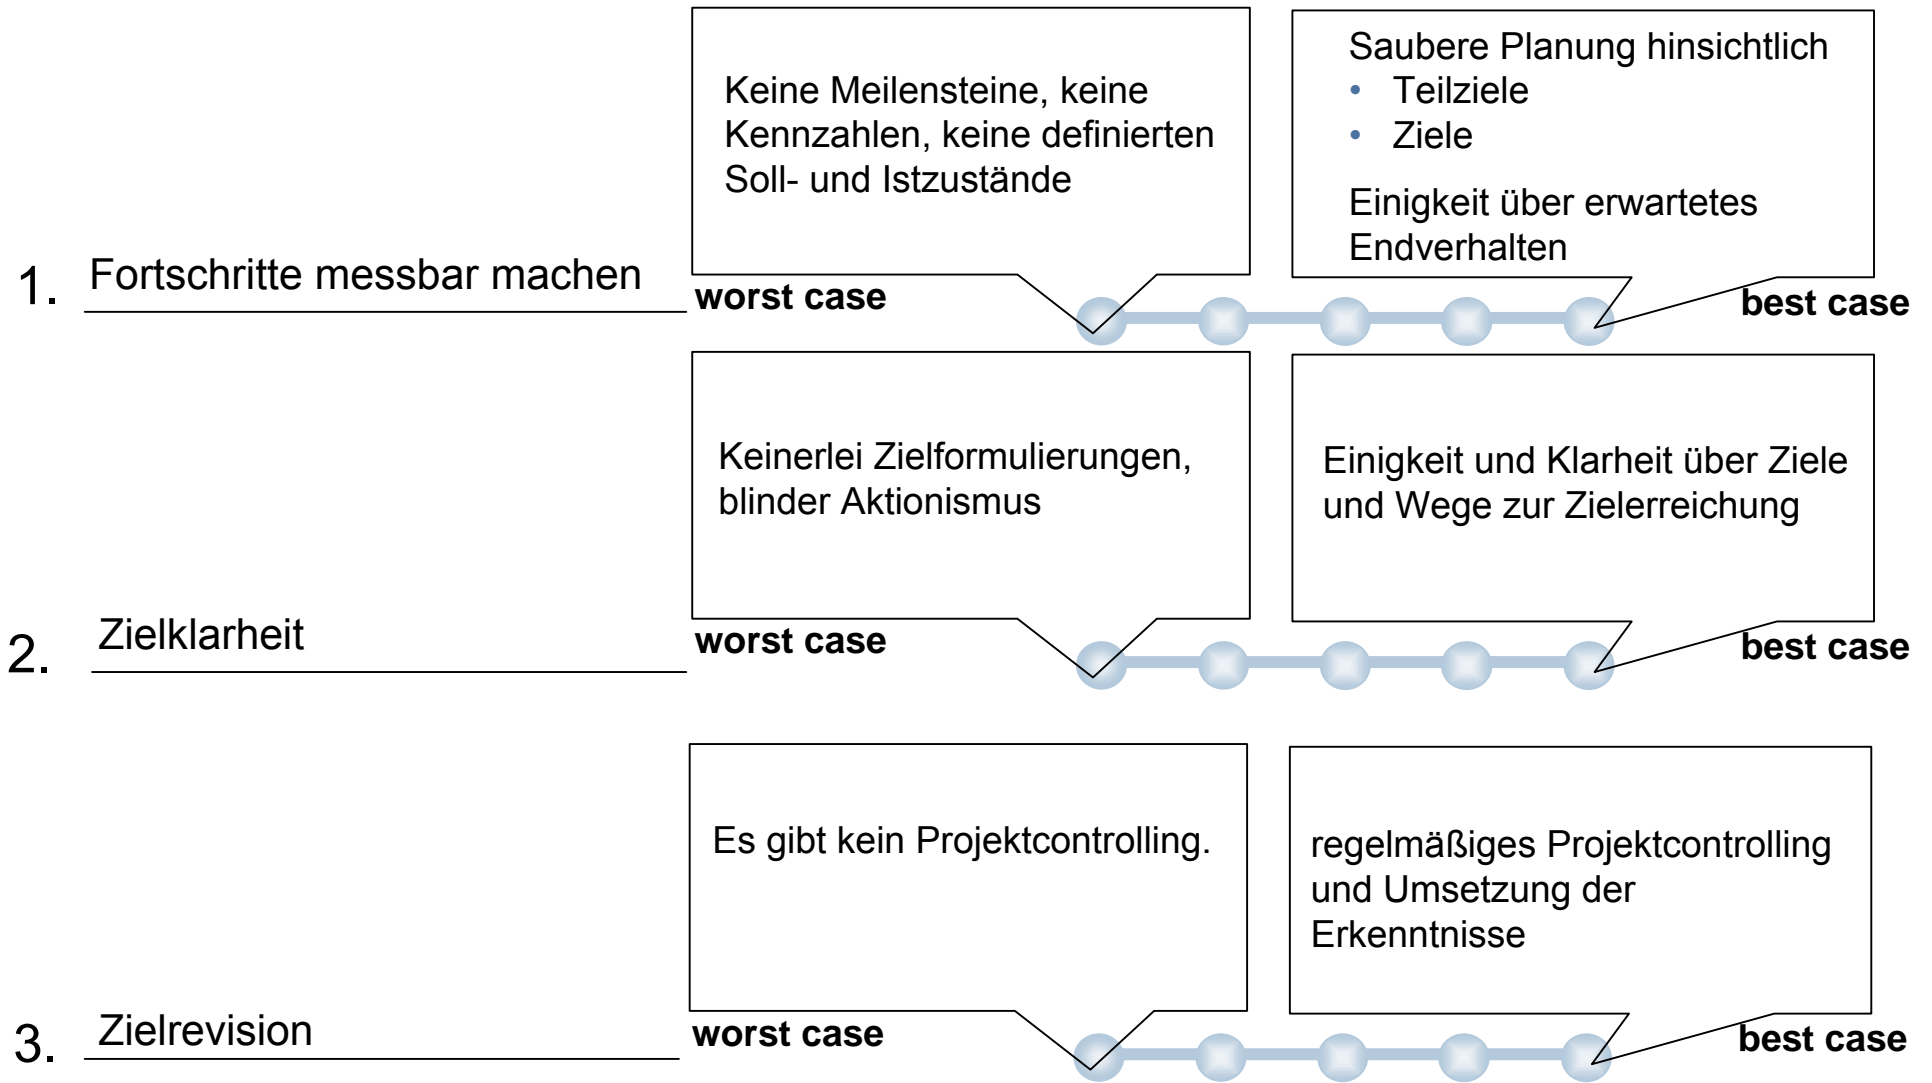 Keine Meilensteine, keine
Kennzahlen, keine definierten
Soll- und Istzustände
Saubere Planung hinsichtlich
• Teilziele
• Ziele
Einigkeit über erwartetes
Endverhalten
1. Fortschritte messbar machen
worst case
best case
Keinerlei Zielformulierungen,
blinder Aktionismus
Einigkeit und Klarheit über Ziele
und Wege zur Zielerreichung
2. Zielklarheit
worst case
best case
Es gibt kein Projektcontrolling.
regelmäßiges Projektcontrolling
und Umsetzung der
Erkenntnisse
3. Zielrevision
worst case
best case